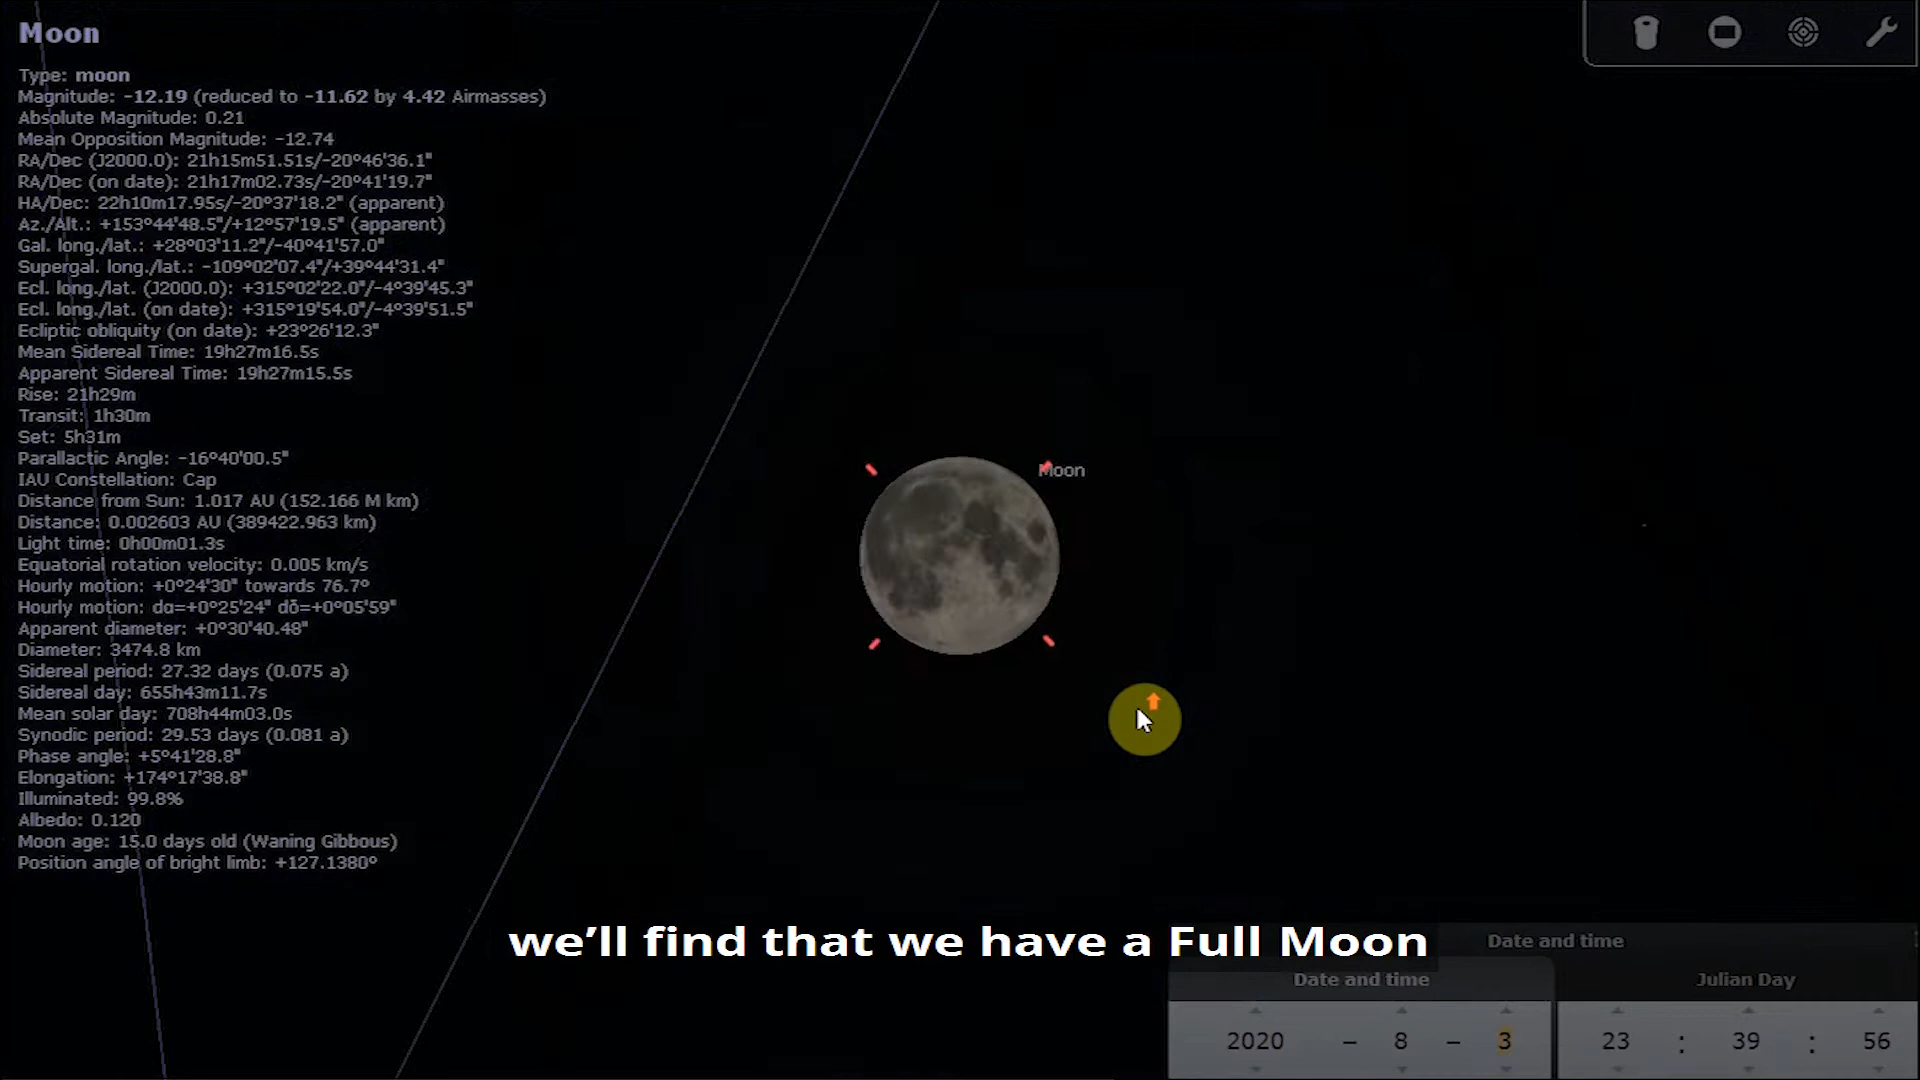 Moon
Type: moon
Magnitude: -12.19 (reduced to -11.62 by 4.42 Airmasses)
Absolute Magnitude: 0.21
Mean Opposition Magnitude: -12.74
RA/Dec (J2000.0): 21h15m51.51s/-20°46'36.1"
RA/Dec (on date): 21h17m02.73s/-20°41'19.7"
HA/Dec: 22h10m17.95s/-20°37'18.2" (apparent)
Az./Alt.: +153°44'48.5"/+12°57'19.5" (apparent)
Gal. long./lat.: +28°03'11.2"/-40°41'57.0"
Supergal. long./lat.: -109°02'07.4"/+39°44'31.4"
Ecl. long./lat. (J2000.0): +315°02'22.0"/-4°39'45.3"
Ecl. long./lat. (on date): +315°19'54.0"/-4°39'51.5"
Ecliptic obliquity (on date): +23°26'12.3"
Mean Sidereal Time: 19h27m16.5s
Apparent Sidereal Time: 19h27m15.5s
Rise: 21h29m
Transit: 1h30m
Set: 5h31m
Parallactic Angle: -16°40'00.5"
IAU Constellation: Cap
Distance from Sun: 1.017 AU (152.166 M km)
Distance: 0.002603 AU (389422.963 km)
Light time: 0h00m01.3s
Equatorial rotation velocity: 0.005 km/s
Hourly motion: +0°24'30" towards 76.7°
Hourly motion: dα=+0°25'24" dδ=+0°05'59"
Apparent diameter: +0°30'40.48"
Diameter: 3474.8 km
Sidereal period: 27.32 days (0.075 a)
Sidereal day: 655h43m11.7s
Mean solar day: 708h44m03.0s
Synodic period: 29.53 days (0.081 a)
Phase angle: +5°41'28.8"
Elongation: +174°17'38.8"
Illuminated: 99.8%
Albedo: 0.120
Moon age: 15.0 days old (Waning Gibbous)
Position angle of bright limb: +127.1380°
Moon
we’ll find that we have a Full Moon
Date and time
Date and time Julian Day
2020 - 8 - 3 23 : 39 : 56